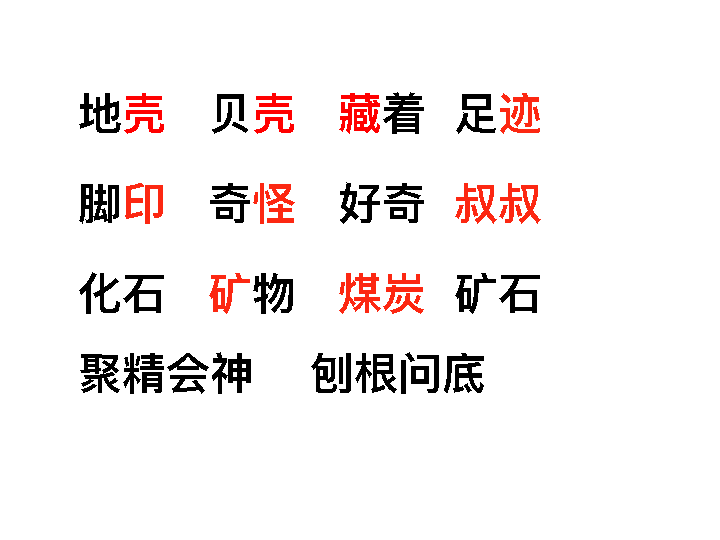 地壳 贝壳 藏着 足迹
脚印 奇怪 好奇 叔叔
化石 矿物 煤炭 矿石
聚精会神 刨根问底